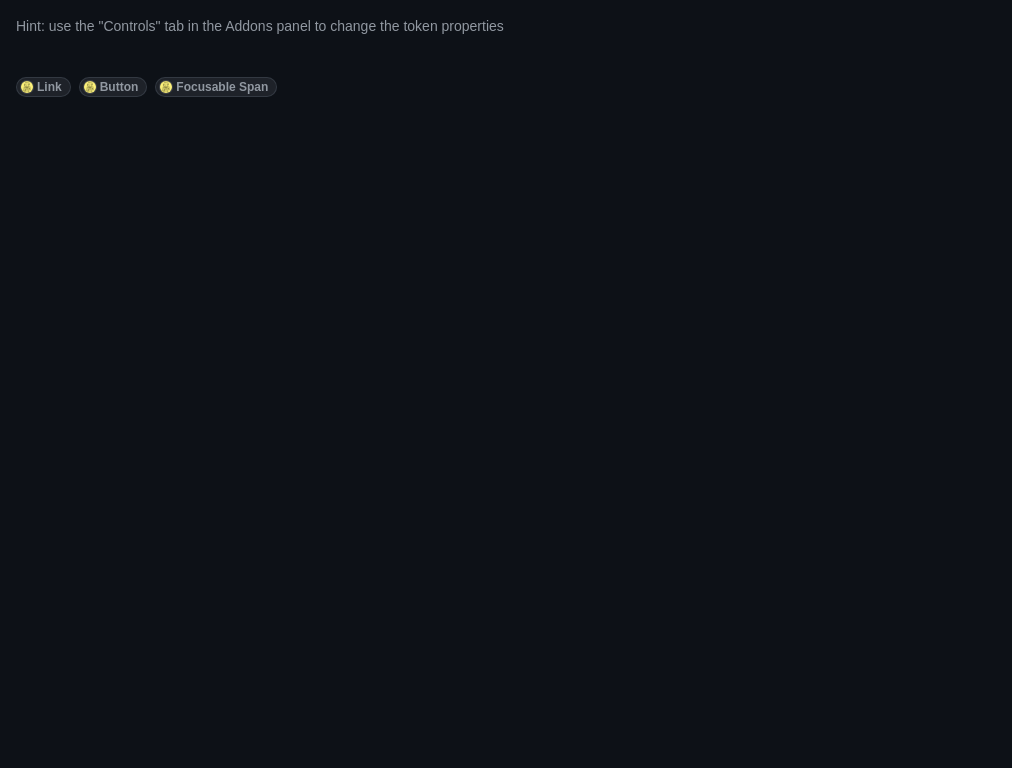 Hint: use the "Controls" tab in the Addons panel to change the token properties
Link Button Focusable Span